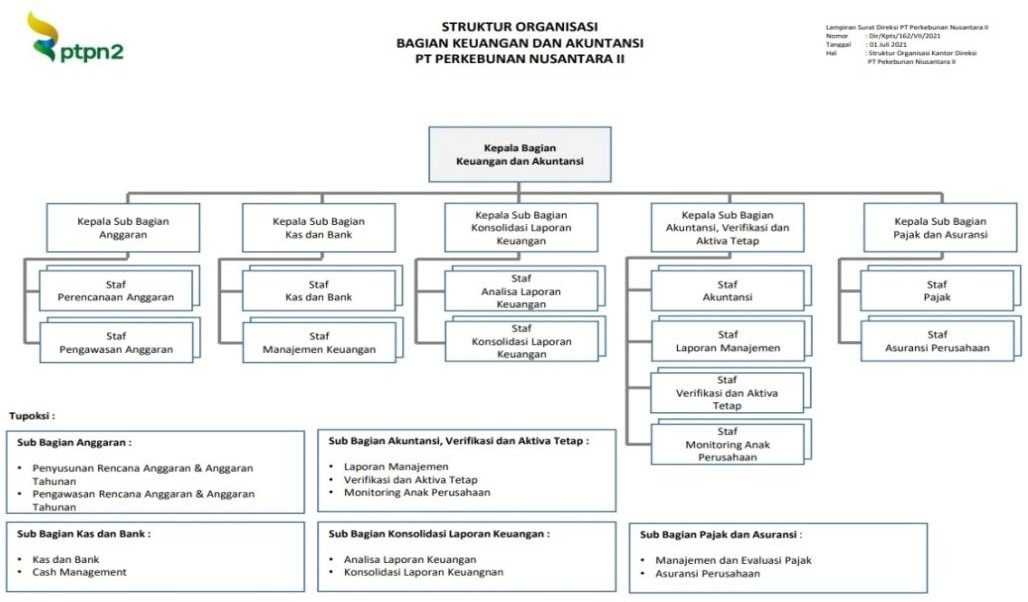 ptpn2
STRUKTUR ORGANISASI
BAGIAN KEUANGAN DAN AKUNTANSI
PT PERKEBUNAN NUSANTARA II
Lampiran Surat Direksi PT Perkebunan Nusantara II
Nomor : Dir/Kpts/162/VII/2021
Tanggal : 01 Juli 2021
Hal : Struktur Organisasi Kantor Direksi
PT Pekebunan Niusantara II
Kepala Bagian
Keuangan dan Akuntansi
Kepala Sub Bagian
Anggaran
Kepala Sub Bagian
Kas dan Bank
Kepala Sub Bagian
Konsolidasi Laporan
Keuangan
Kepala Sub Bagian
Akuntansi, Verifikasi dan
Aktiva Tetap
Kepala Sub Bagian
Pajak dan Asuransi
Staf
Perencanaan Anggaran
Staf
Kas dan Bank
Staf
Analisa Laporan
Keuangan
Staf
Akuntansi
Staf
Pajak
Staf
Pengawasan Anggaran
Staf
Manajemen Keuangan
Staf
Konsolidasi Laporan
Keuangan
Staf
Laporan Manajemen
Staf
Asuransi Perusahaan
Staf
Verifikasi dan Aktiva
Tetap
Staf
Monitoring Anak
Perusahaan
Tupoksi :
Sub Bagian Anggaran :
• Penyusunan Rencana Anggaran & Anggaran
Tahunan
• Pengawasan Rencana Anggaran & Anggaran
Tahunan
Sub Bagian Akuntansi, Verifikasi dan Aktiva Tetap :
• Laporan Manajemen
• Verifikasi dan Aktiva Tetap
• Monitoring Anak Perusahaan
Sub Bagian Kas dan Bank :
• Kas dan Bank
• Cash Management
Sub Bagian Konsolidasi Laporan Keuangan :
• Analisa Laporan Keuangan
• Konsolidasi Laporan Keuangnan
Sub Bagian Pajak dan Asuransi :
• Manajemen dan Evaluasi Pajak
• Asuransi Perusahaan